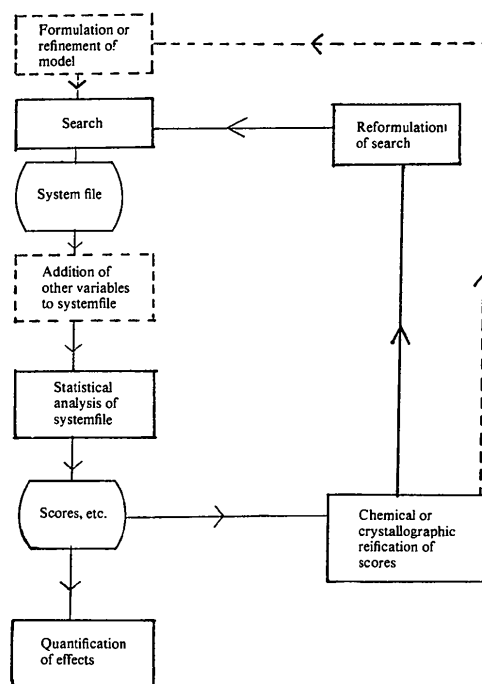 Formulation or
refinement of
model
Search
Reformulation
of search
System file
Addition of
other variables
to systemfile
Statistical
analysis of
systemfile
Scores, etc.
Chemical or
crystallographic
reification of
scores
Quantification
of effects